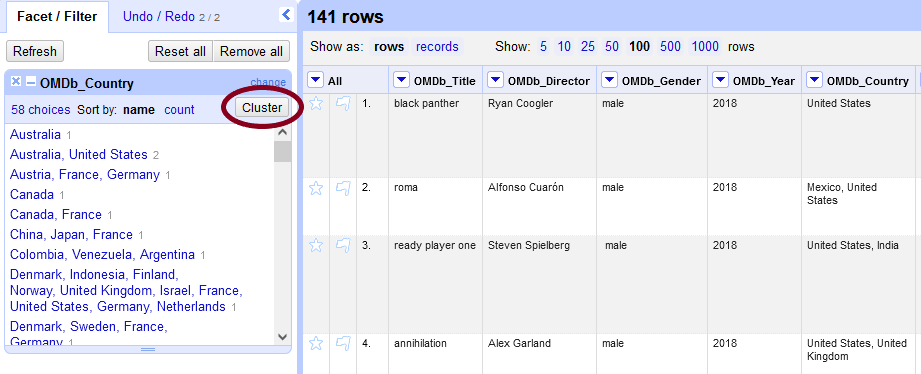 Facet / Filter Undo / Redo 2 / 2
Refresh Reset all Remove all
OMDb_Country change
58 choices Sort by: name count Cluster
Australia 1
Australia, United States 2
Austria, France, Germany 1
Canada 1
Canada, France 1
China, Japan, France 1
Colombia, Venezuela, Argentina 1
Denmark, Indonesia, Finland,
Norway, United Kingdom, Israel, France,
United States, Germany, Netherlands 1
Denmark, Sweden, France,
Germany 1
141 rows
Show as: rows records Show: 5 10 25 50 100 500 1000 rows
All OMDb_Title OMDb_Director OMDb_Gender OMDb_Year OMDb_Country
1. black panther Ryan Coogler male 2018 United States
2. roma Alfonso Cuarón male 2018 Mexico, United
States
3. ready player one Steven Spielberg male 2018 United States, India
4. annihilation Alex Garland male 2018 United States, United
Kingdom